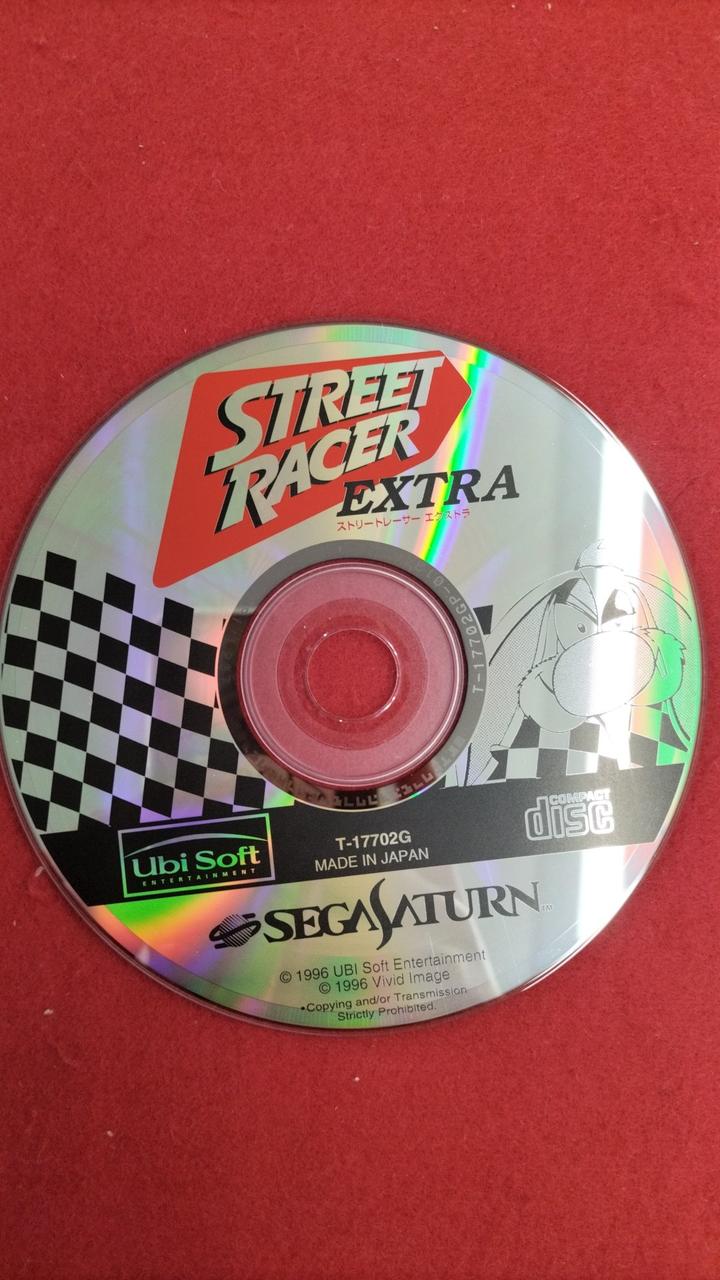 STREET
RACER
EXTRA
ストリートレーサー エクストラ
COMPACT
disc
Ubi Soft
ENTERTAINMENT
T-17702G
MADE IN JAPAN
SEGA SATURN™
© 1996 UBI Soft Entertainment
© 1996 Vivid Image
•Copying and/or Transmission
Strictly Prohibited.